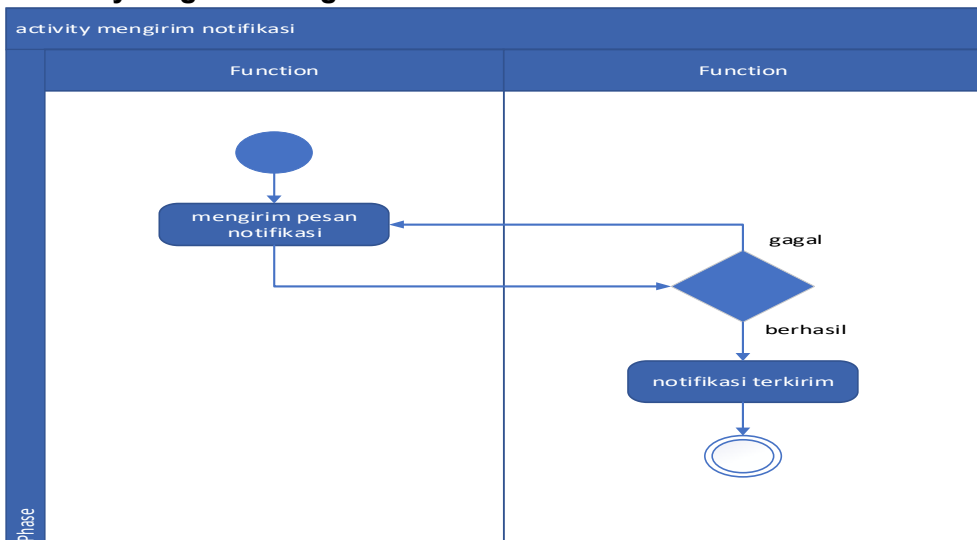 activity mengirim notifikasi
Function
Function
mengirim pesan
notifikasi
gagal
berhasil
notifikasi terkirim
Phase